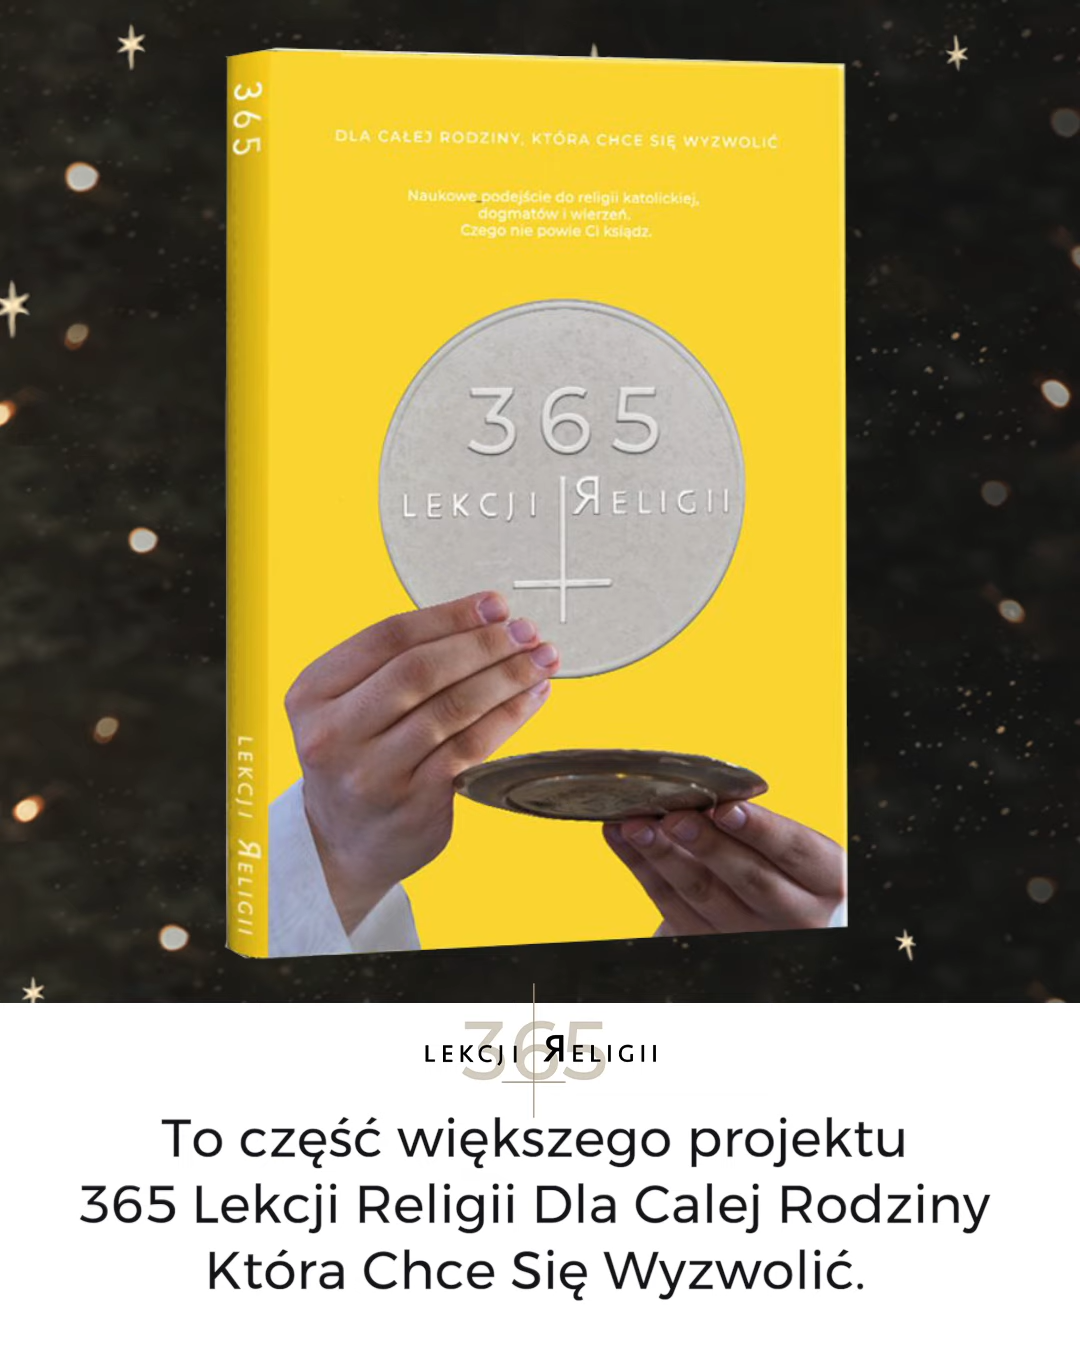 365
LEKCJI ЯELIGII
DLA CAŁEJ RODZINY, KTÓRA CHCE SIĘ WYZWOLIĆ
Naukowe podejście do religii katolickiej,
dogmatów i wierzeń.
Czego nie powie Ci ksiądz.
365
LEKCJI ЯELIGII
365
LEKCJI ЯELIGII
To część większego projektu
365 Lekcji Religii Dla Calej Rodziny
Która Chce Się Wyzwolić.